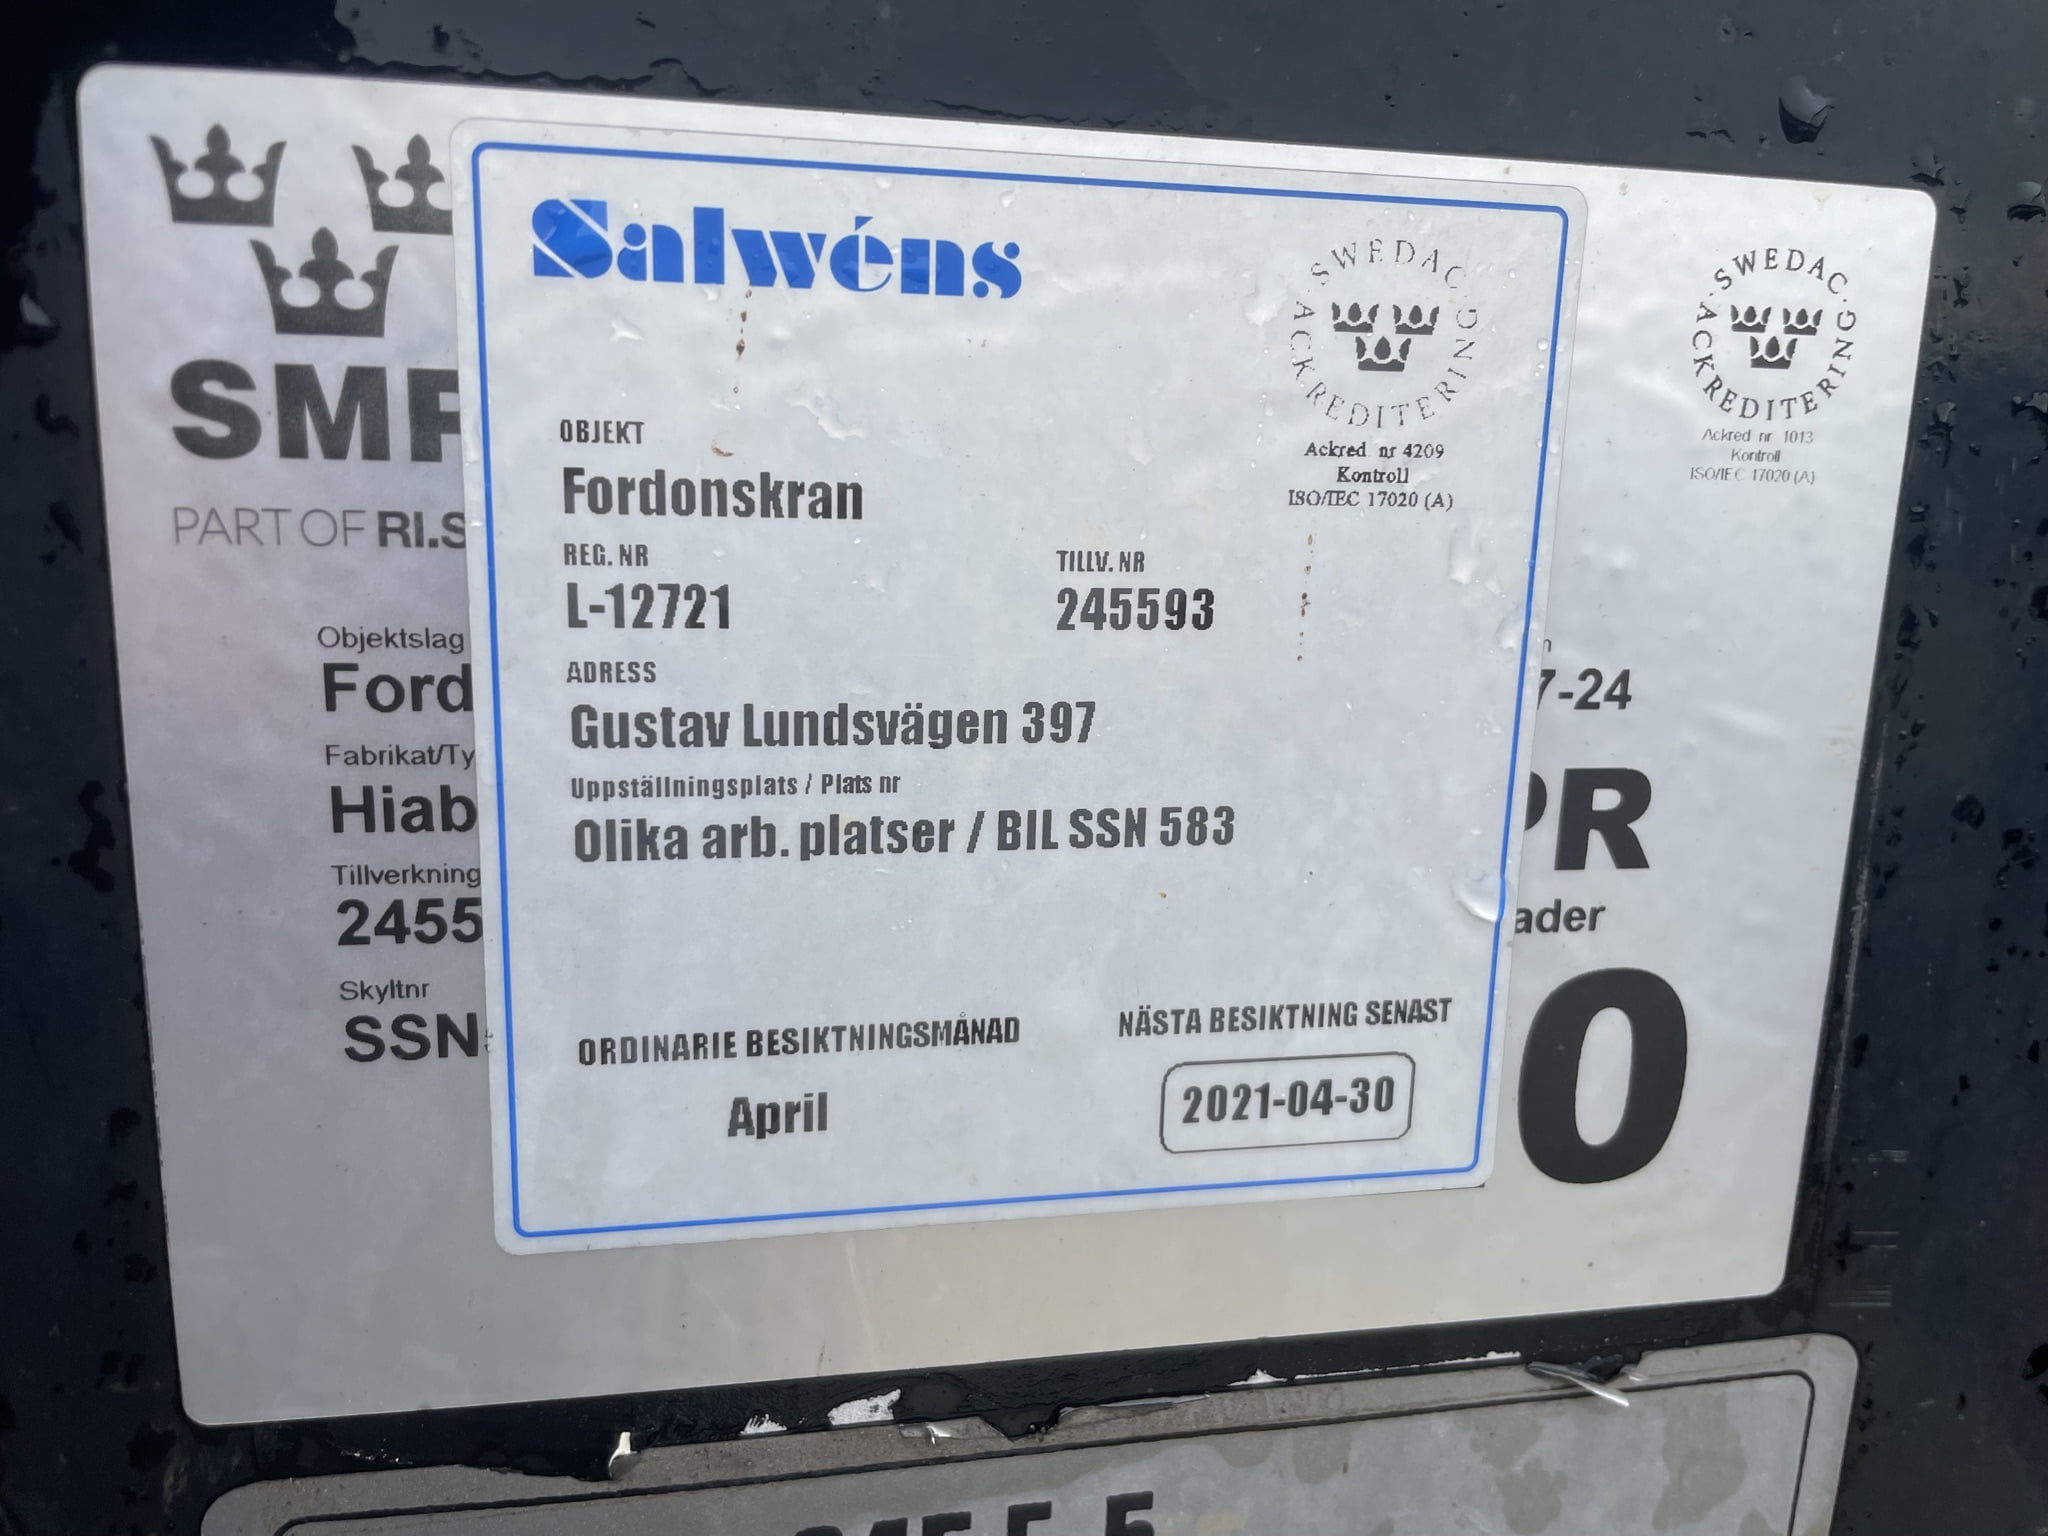 Salwéns
SWEDAC ACKREDITERING
Ackred nr 4209
Kontroll
ISO/IEC 17020 (A)
OBJEKT
Fordonskran
REG. NR
TILLV. NR
L-12721
245593
ADRESS
Gustav Lundsvägen 397
Uppställningsplats / Plats nr
Olika arb. platser / BIL SSN 583
ORDINARIE BESIKTNINGSMÅNAD
NÄSTA BESIKTNING SENAST
April
2021-04-30
SMP
PART OF RI.S
Objektslag
Ford
Fabrikat/Ty
Hiab
Tillverkning
2455
Skyltnr
SSN
SWEDAC ACKREDITERING
Ackred nr 1013
Kontroll
ISO/IEC 17020 (A)
7-24
PR
ader
0